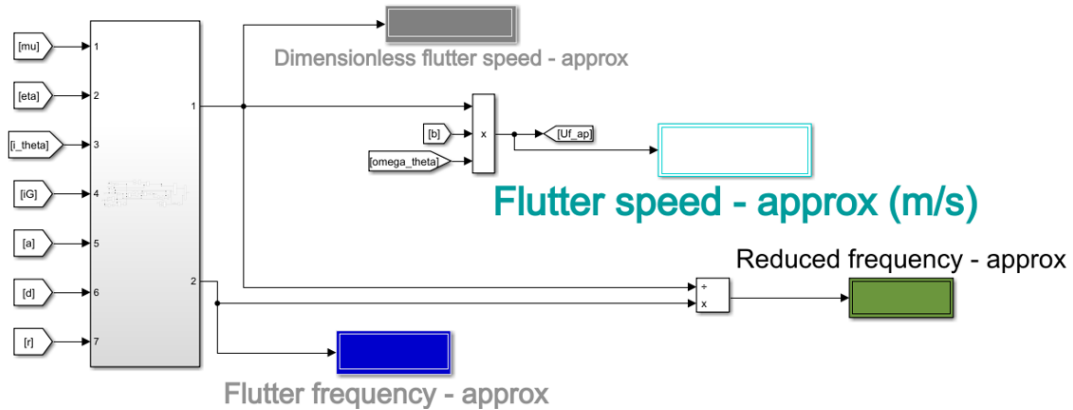 Dimensionless flutter speed - approx
[mu]
1
[eta]
2
1
[b]
x
[Uf_ap]
[i_theta]
3
[omega_theta]
[iG]
4
Flutter speed - approx (m/s)
[a]
5
Reduced frequency - approx
[d]
6
2
÷
x
[r]
7
Flutter frequency - approx